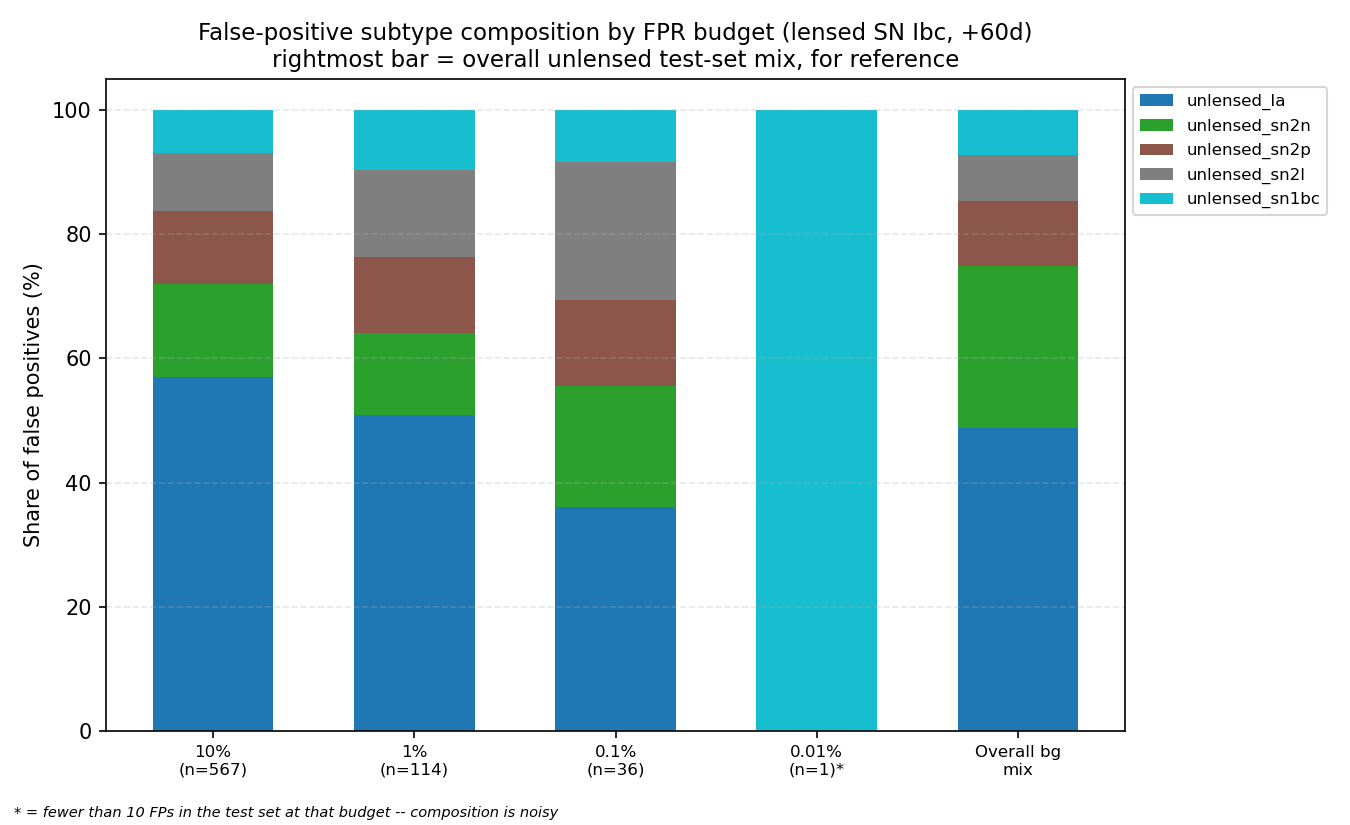 False-positive subtype composition by FPR budget (lensed SN Ibc, +60d)
rightmost bar = overall unlensed test-set mix, for reference
Share of false positives (%)
100
80
60
40
20
0
10%
(n=567)
1%
(n=114)
0.1%
(n=36)
0.01%
(n=1)*
Overall bg
mix
unlensed_Ia
unlensed_sn2n
unlensed_sn2p
unlensed_sn2l
unlensed_sn1bc
* = fewer than 10 FPs in the test set at that budget -- composition is noisy